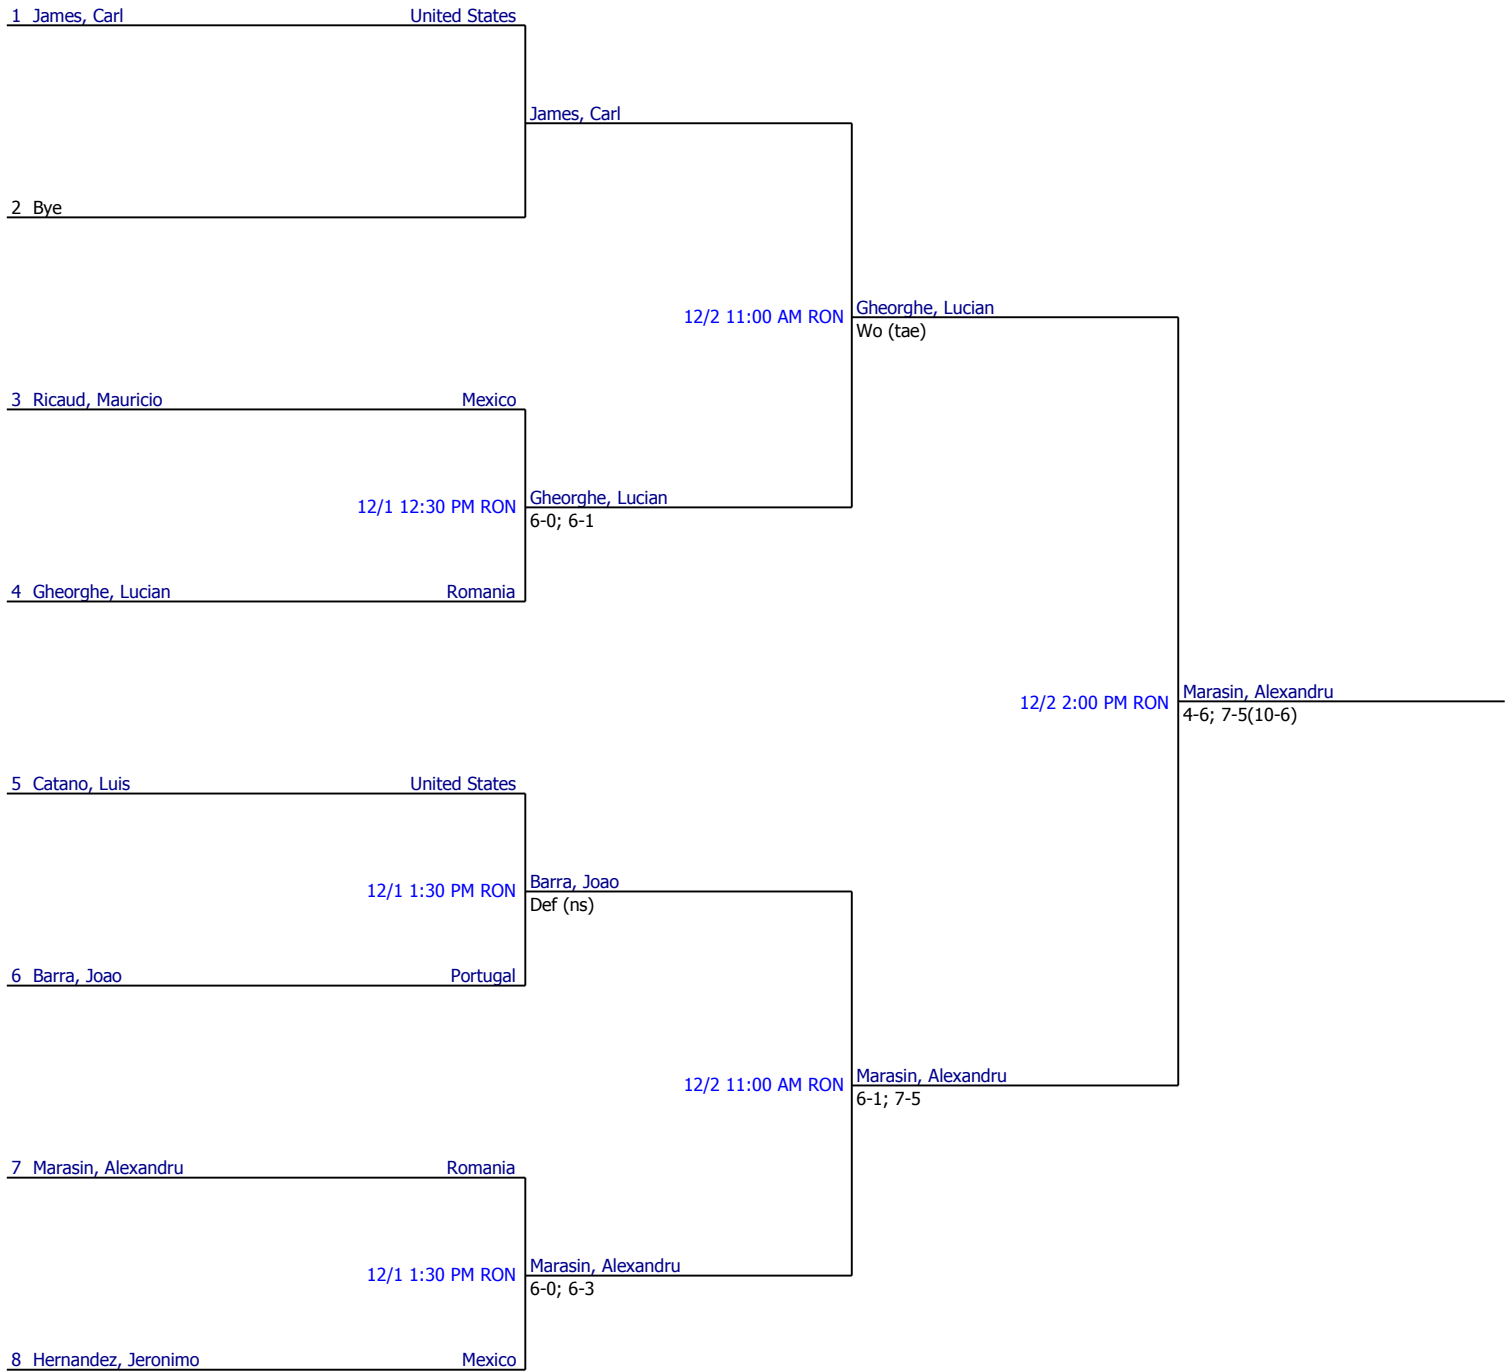 1 James, Carl United States
James, Carl
2 Bye
12/2 11:00 AM RON Gheorghe, Lucian
Wo (tae)
3 Ricaud, Mauricio Mexico
12/1 12:30 PM RON Gheorghe, Lucian
6-0; 6-1
4 Gheorghe, Lucian Romania
12/2 2:00 PM RON Marasin, Alexandru
4-6; 7-5(10-6)
5 Catano, Luis United States
12/1 1:30 PM RON Barra, Joao
Def (ns)
6 Barra, Joao Portugal
12/2 11:00 AM RON Marasin, Alexandru
6-1; 7-5
7 Marasin, Alexandru Romania
12/1 1:30 PM RON Marasin, Alexandru
6-0; 6-3
8 Hernandez, Jeronimo Mexico